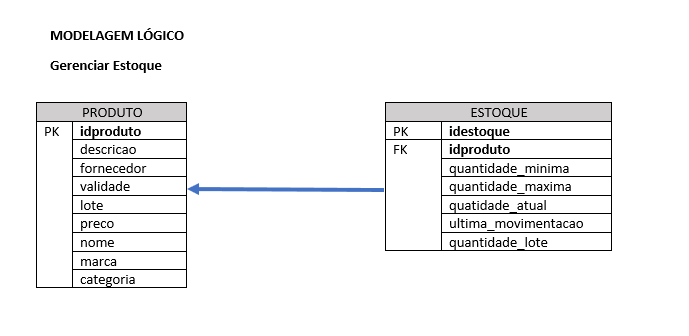 MODELAGEM LÓGICO
Gerenciar Estoque
PRODUTO
PK idproduto
descricao
fornecedor
validade
lote
preco
nome
marca
categoria
ESTOQUE
PK idestoque
FK idproduto
quantidade_minima
quantidade_maxima
quatidade_atual
ultima_movimentacao
quantidade_lote